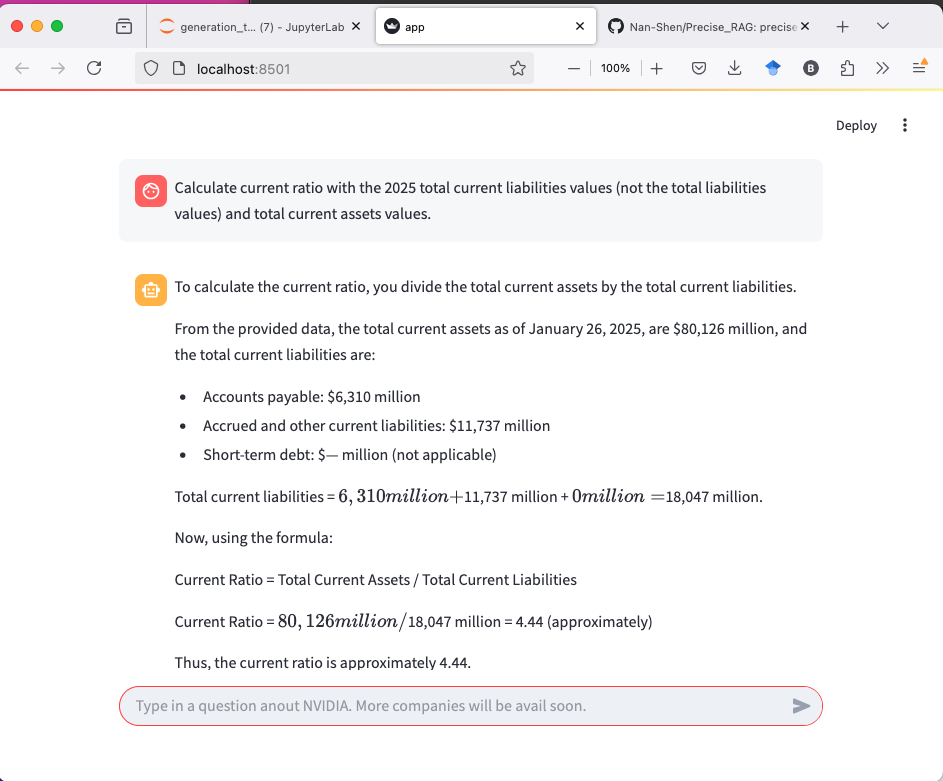 generation_t... (7) - JupyterLab
app
Nan-Shen/Precise_RAG: precise
localhost:8501
100%
B
Deploy
Calculate current ratio with the 2025 total current liabilities values (not the total liabilities
values) and total current assets values.
To calculate the current ratio, you divide the total current assets by the total current liabilities.
From the provided data, the total current assets as of January 26, 2025, are $80,126 million, and
the total current liabilities are:
• Accounts payable: $6,310 million
• Accrued and other current liabilities: $11,737 million
• Short-term debt: $— million (not applicable)
Total current liabilities = 6, 310million+11,737 million + 0million =18,047 million.
Now, using the formula:
Current Ratio = Total Current Assets / Total Current Liabilities
Current Ratio = 80, 126million/18,047 million = 4.44 (approximately)
Thus, the current ratio is approximately 4.44.
Type in a question anout NVIDIA. More companies will be avail soon.